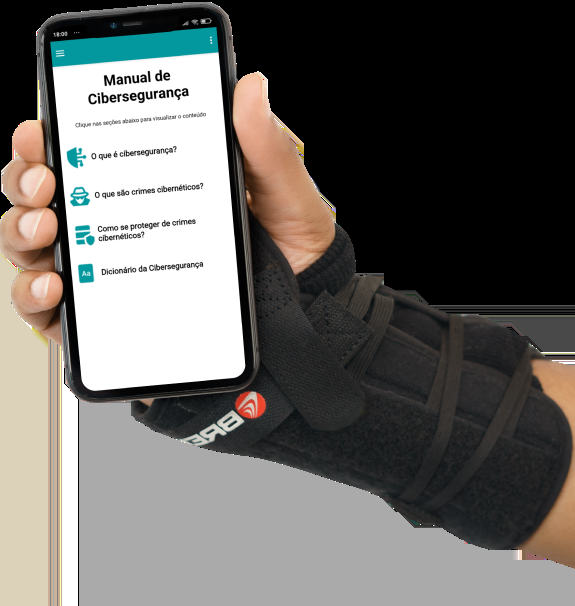 18:00
Manual de
Cibersegurança
Clique nas seções abaixo para visualizar o conteúdo
O que é cibersegurança?
O que são crimes cibernéticos?
Como se proteger de crimes
cibernéticos?
Aa
Dicionário da Cibersegurança
BREG